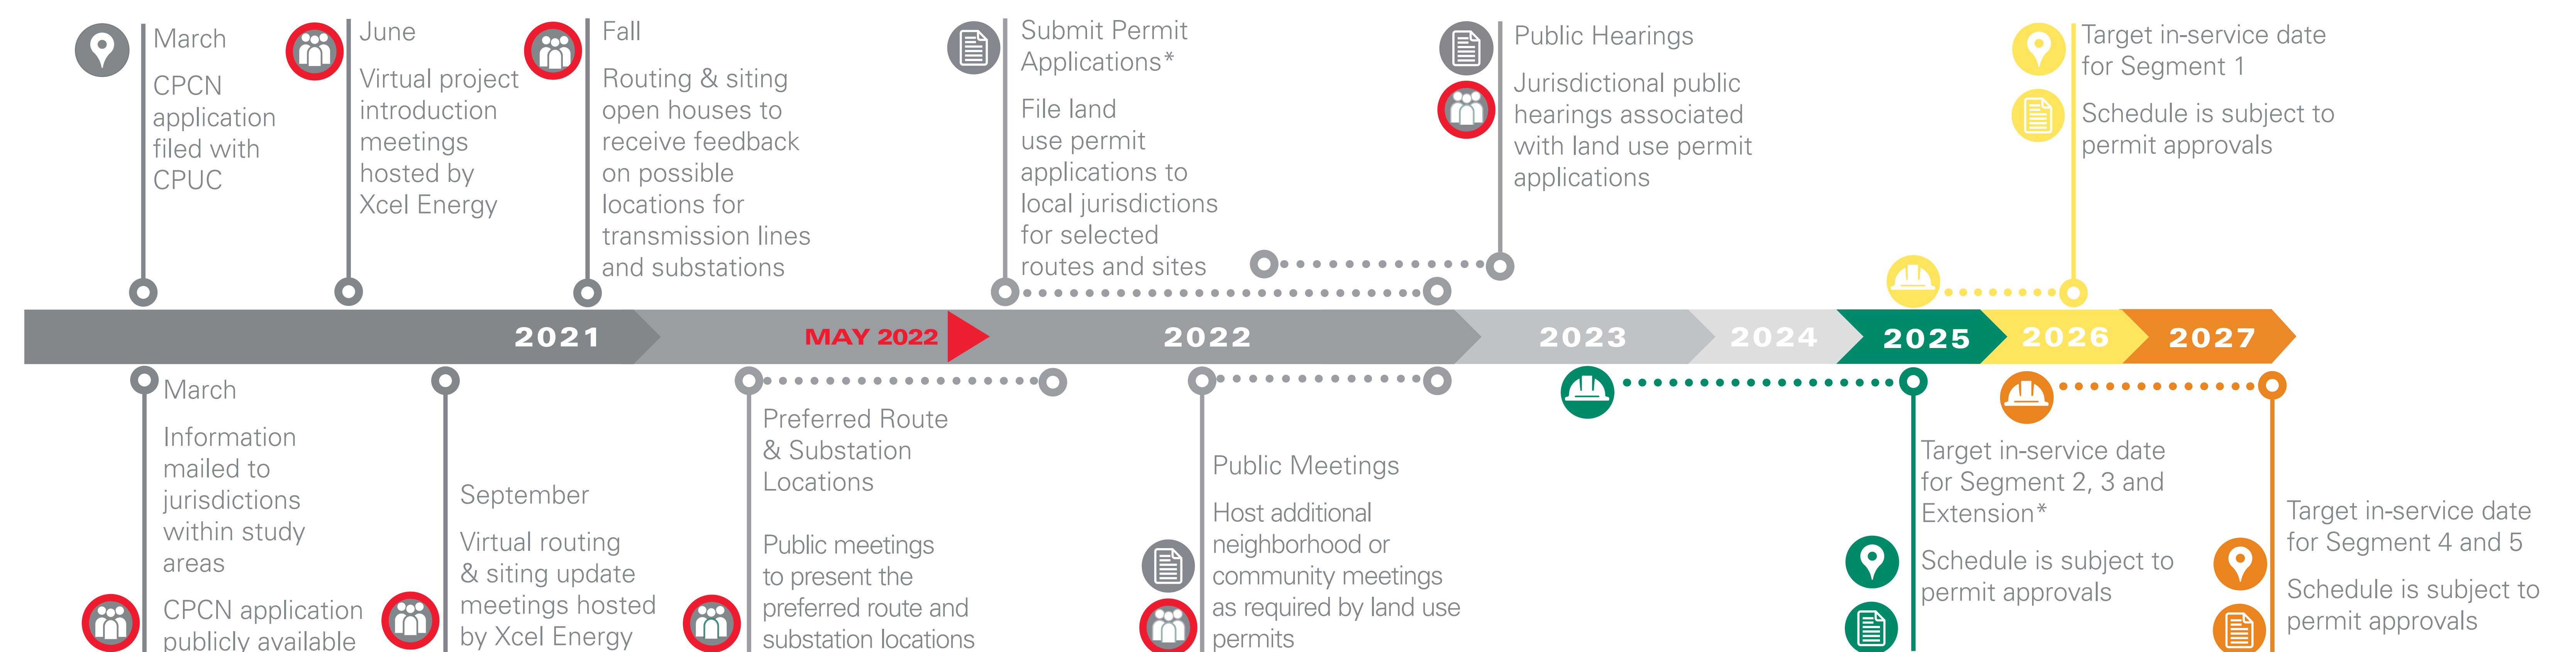 March
CPCN
application
filed with
CPUC
June
Virtual project
introduction
meetings
hosted by
Xcel Energy
Fall
Routing & siting
open houses to
receive feedback
on possible
locations for
transmission lines
and substations
Submit Permit
Applications*
File land
use permit
applications to
local jurisdictions
for selected
routes and sites
Public Hearings
Jurisdictional public
hearings associated
with land use permit
applications
Target in-service date
for Segment 1
Schedule is subject to
permit approvals
2021
MAY 2022
2022
2023
2024
2025
2026
2027
March
Information
mailed to
jurisdictions
within study
areas
CPCN application
publicly available
September
Virtual routing
& siting update
meetings hosted
by Xcel Energy
Preferred Route
& Substation
Locations
Public meetings
to present the
preferred route and
substation locations
Public Meetings
Host additional
neighborhood or
community meetings
as required by land use
permits
Target in-service date
for Segment 2, 3 and
Extension*
Schedule is subject to
permit approvals
Target in-service date
for Segment 4 and 5
Schedule is subject to
permit approvals